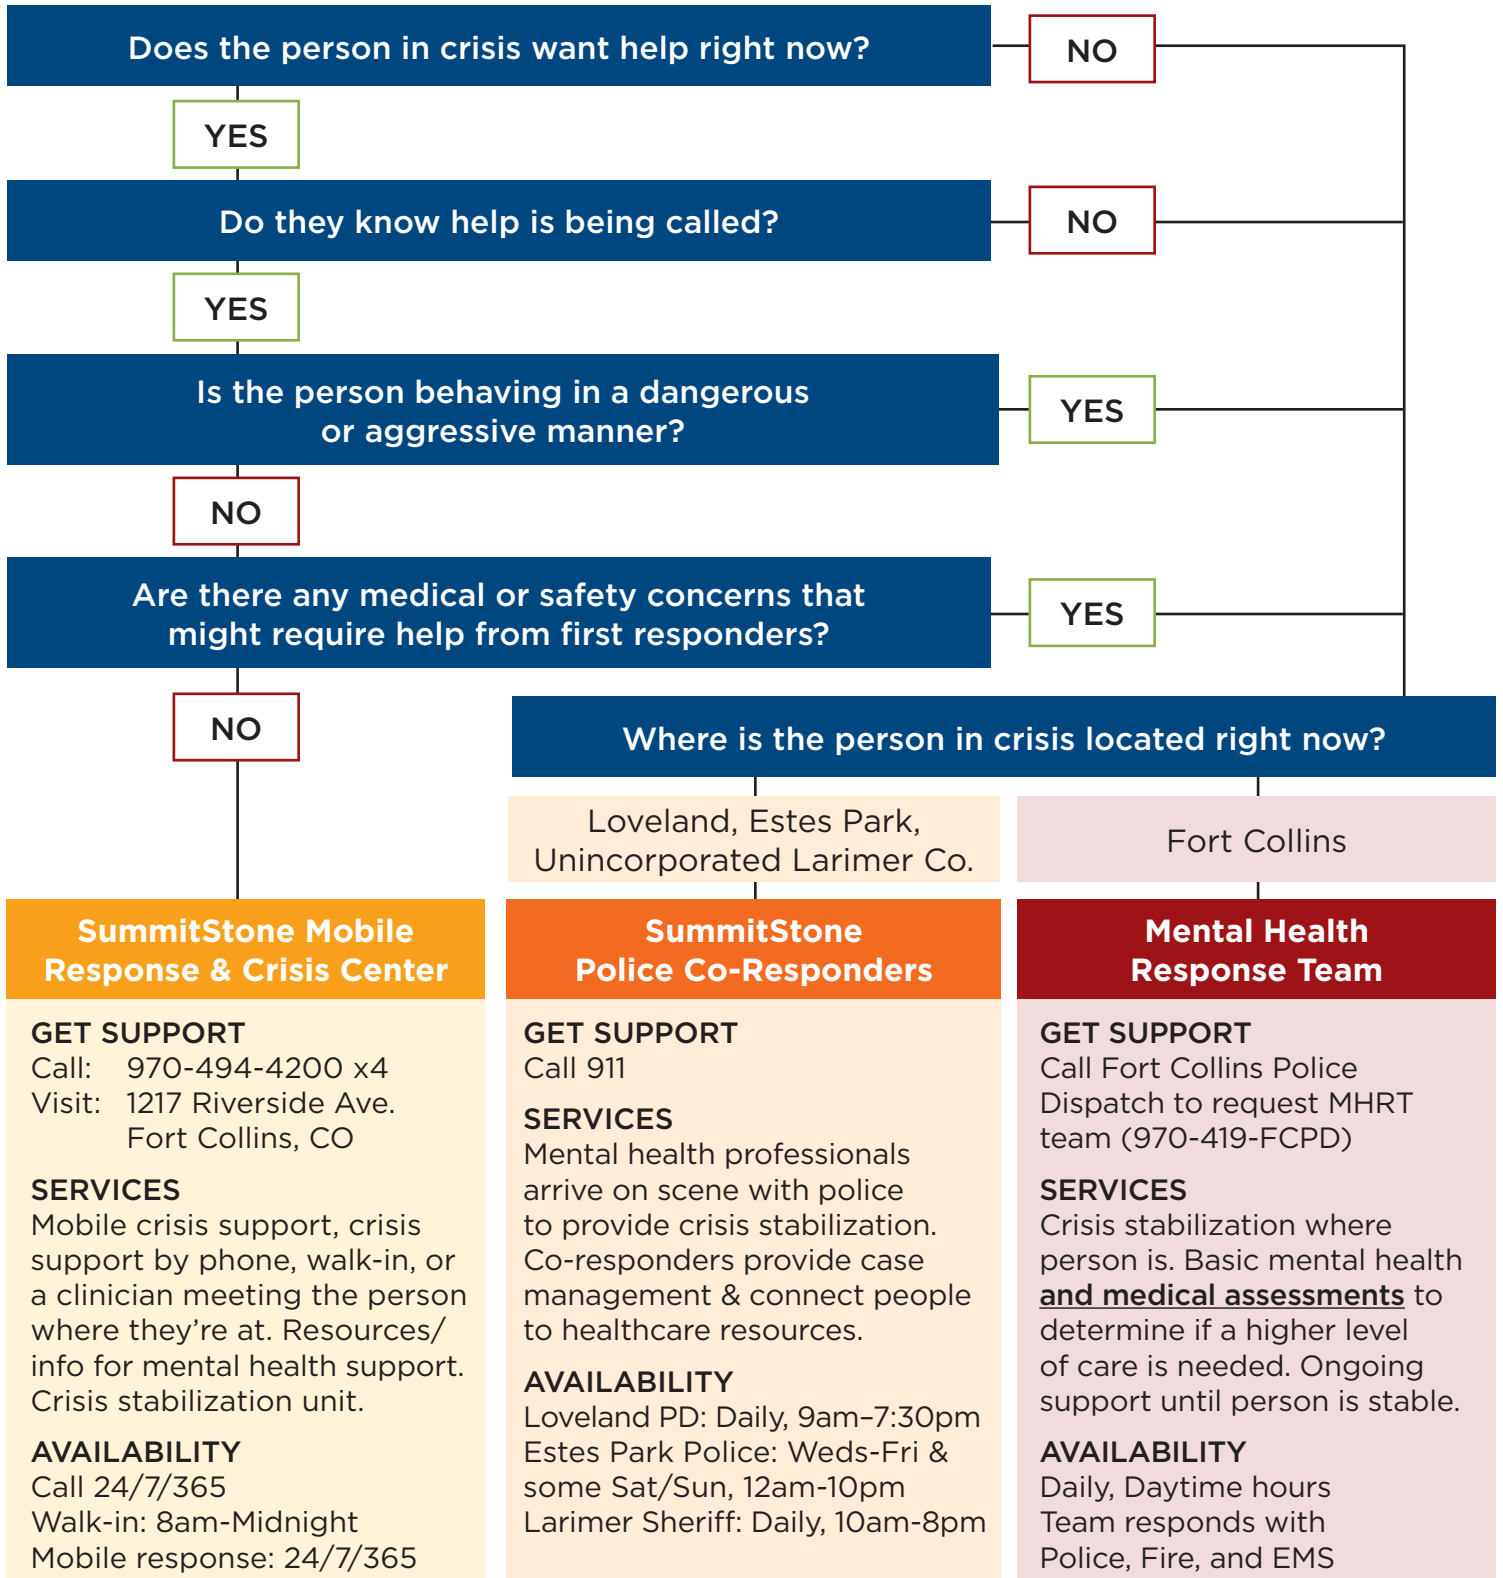 Does the person in crisis want help right now?
NO
YES
Do they know help is being called?
NO
YES
Is the person behaving in a dangerous
or aggressive manner?
YES
NO
Are there any medical or safety concerns that
might require help from first responders?
YES
NO
Where is the person in crisis located right now?
Loveland, Estes Park,
Unincorporated Larimer Co.
Fort Collins
SummitStone Mobile
Response & Crisis Center
GET SUPPORT
Call: 970-494-4200 x4
Visit: 1217 Riverside Ave.
Fort Collins, CO
SERVICES
Mobile crisis support, crisis
support by phone, walk-in, or
a clinician meeting the person
where they're at. Resources/
info for mental health support.
Crisis stabilization unit.
AVAILABILITY
Call 24/7/365
Walk-in: 8am-Midnight
Mobile response: 24/7/365
SummitStone
Police Co-Responders
GET SUPPORT
Call 911
SERVICES
Mental health professionals
arrive on scene with police
to provide crisis stabilization.
Co-responders provide case
management & connect people
to healthcare resources.
AVAILABILITY
Loveland PD: Daily, 9am–7:30pm
Estes Park Police: Weds-Fri &
some Sat/Sun, 12am-10pm
Larimer Sheriff: Daily, 10am-8pm
Mental Health
Response Team
GET SUPPORT
Call Fort Collins Police
Dispatch to request MHRT
team (970-419-FCPD)
SERVICES
Crisis stabilization where
person is. Basic mental health
and medical assessments to
determine if a higher level
of care is needed. Ongoing
support until person is stable.
AVAILABILITY
Daily, Daytime hours
Team responds with
Police, Fire, and EMS